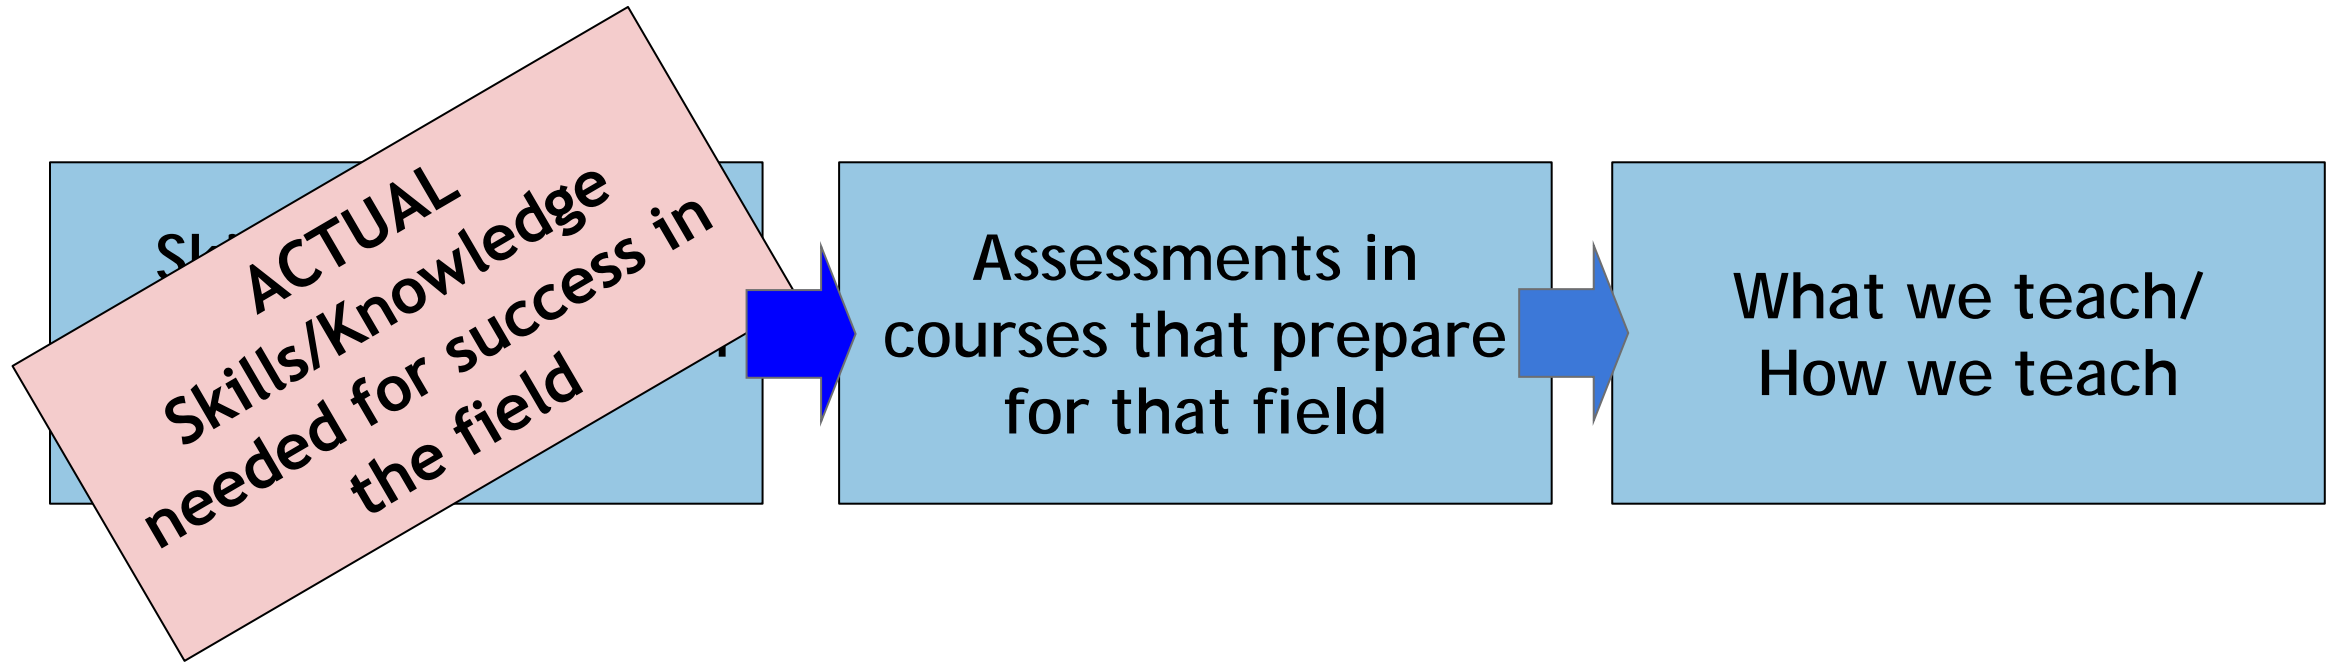 ACTUAL
Skills/Knowledge
needed for success in
the field
Assessments in
courses that prepare
for that field
What we teach/
How we teach